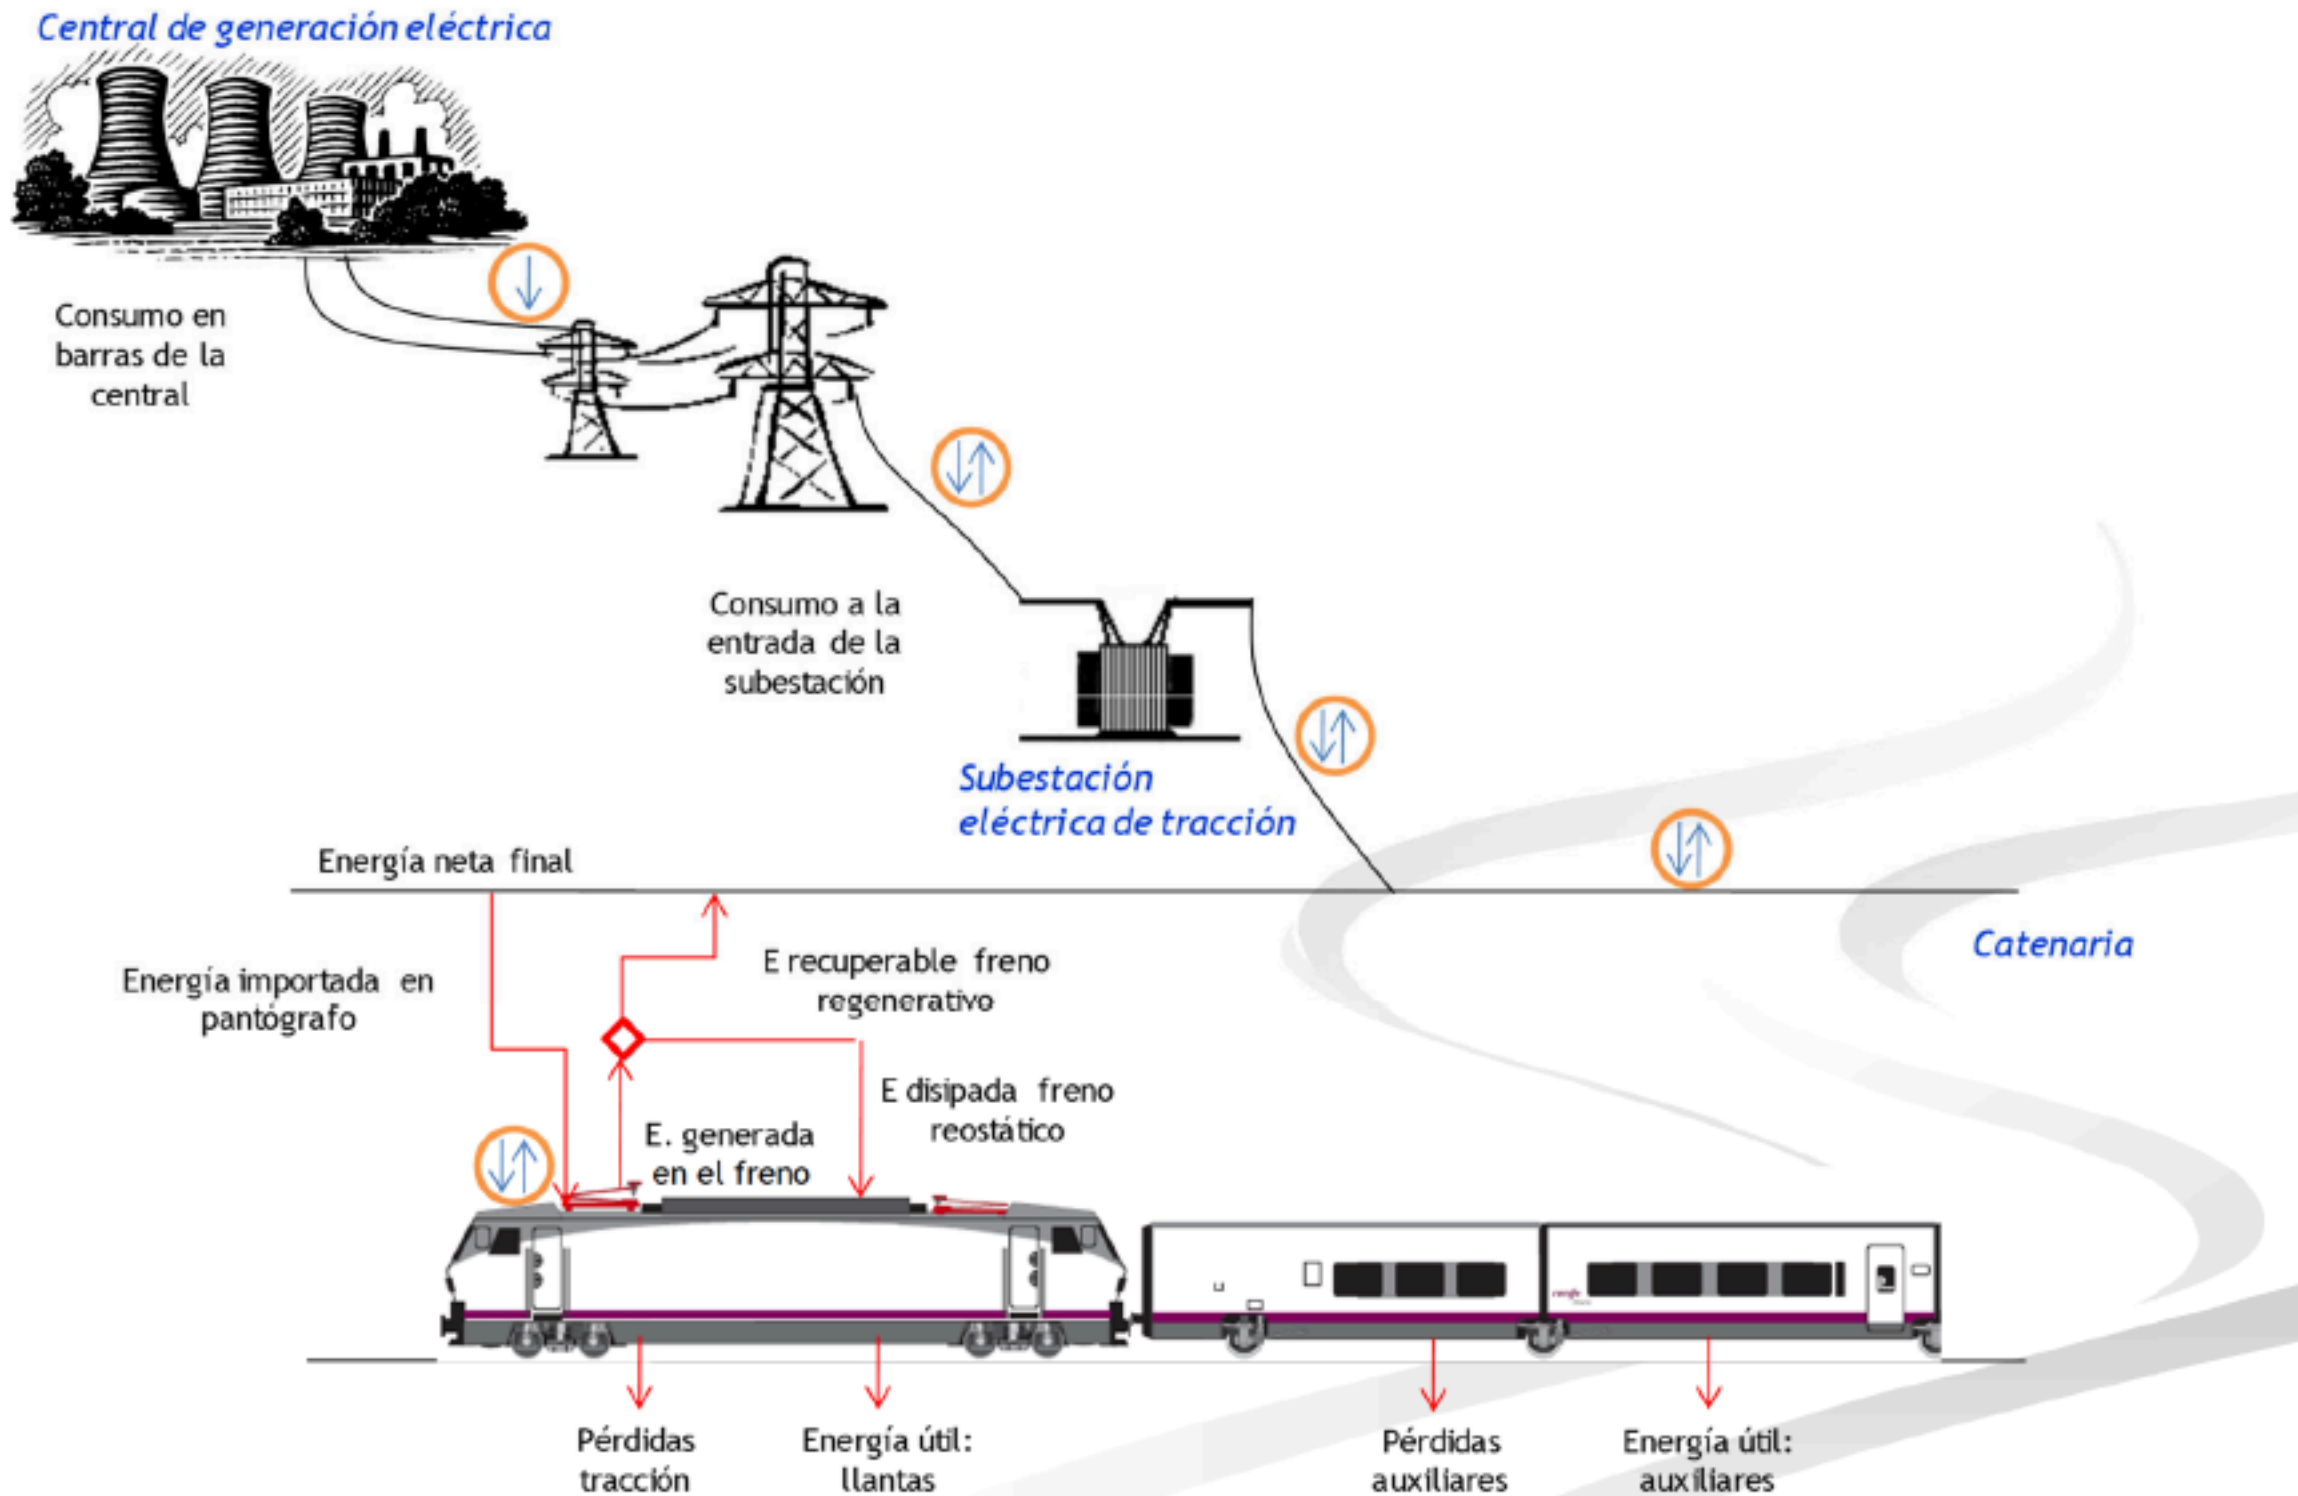 Central de generación eléctrica
Consumo en
barras de la
central
Consumo a la
entrada de la
subestación
Subestación
eléctrica de tracción
Energía neta final
Catenaria
Energía importada en
pantógrafo
E recuperable freno
regenerativo
E disipada freno
reostático
E. generada
en el freno
renfe
Pérdidas
tracción
Energía útil:
llantas
Pérdidas
auxiliares
Energía útil:
auxiliares